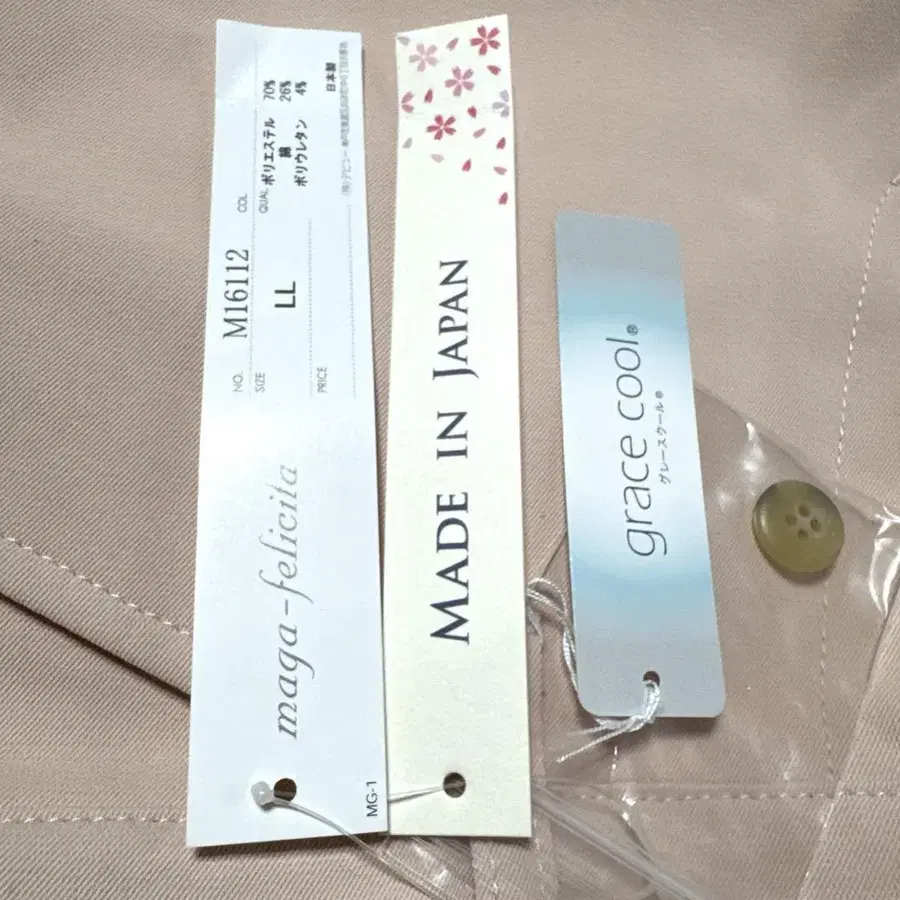 maga-felicita
NO. M16112 COL
SIZE LL QUAL ポリエステル 70%
綿 26%
ポリウレタン 4%
PRICE
日本製
MG-1
MADE IN JAPAN
grace cool®
グレースクール®